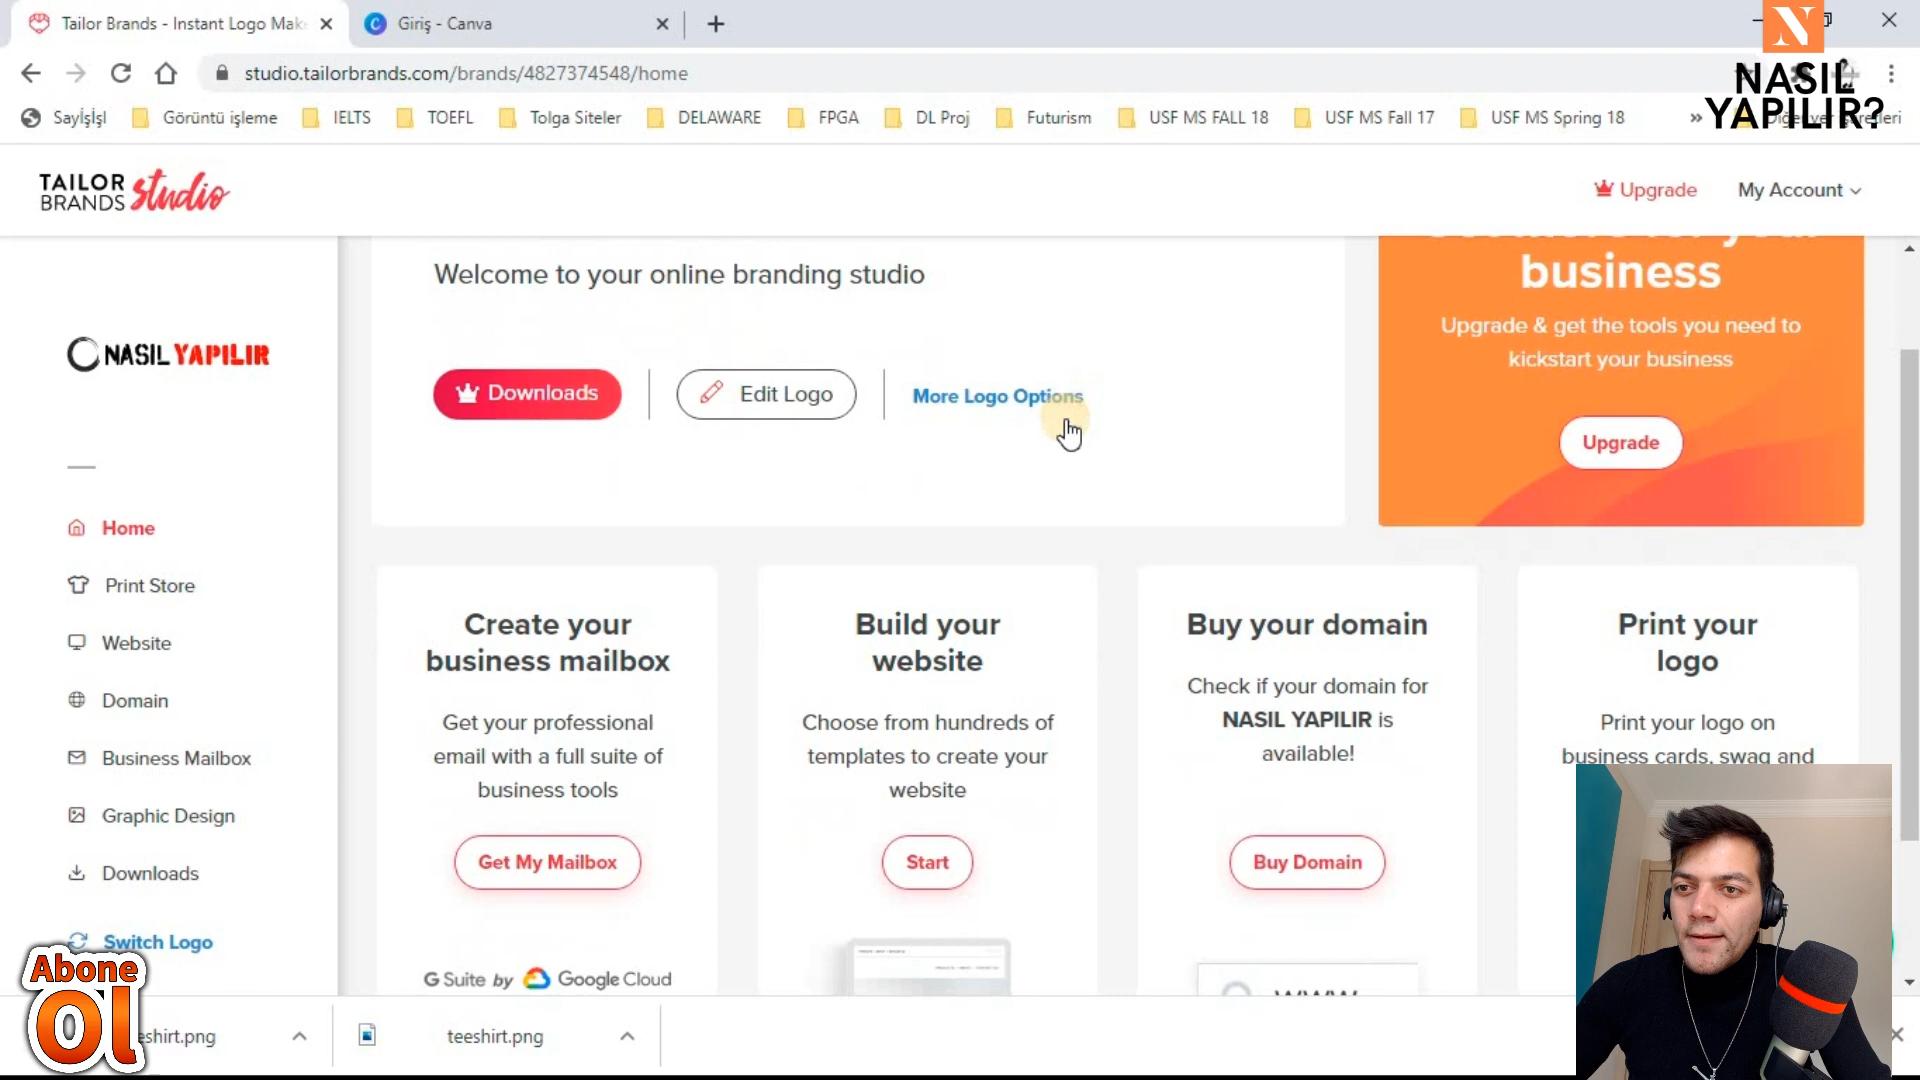 Tailor Brands - Instant Logo Mak
Giriş - Canva
studio.tailorbrands.com/brands/4827374548/home
Sayİşİşl
Görüntü işleme
IELTS
TOEFL
Tolga Siteler
DELAWARE
FPGA
DL Proj
Futurism
USF MS FALL 18
USF MS Fall 17
USF MS Spring 18
N
NASIL
YAPILIR?
TAILOR
BRANDS studio
Upgrade
My Account
NASIL YAPILIR
Home
Print Store
Website
Domain
Business Mailbox
Graphic Design
Downloads
Switch Logo
Welcome to your online branding studio
Downloads
Edit Logo
More Logo Options
business
Upgrade & get the tools you need to
kickstart your business
Upgrade
Create your
business mailbox
Get your professional
email with a full suite of
business tools
Get My Mailbox
G Suite by Google Cloud
Build your
website
Choose from hundreds of
templates to create your
website
Start
Buy your domain
Check if your domain for
NASIL YAPILIR is
available!
Buy Domain
Print your
logo
Print your logo on
business cards, swag and
Abone
Ol
eshirt.png
teeshirt.png